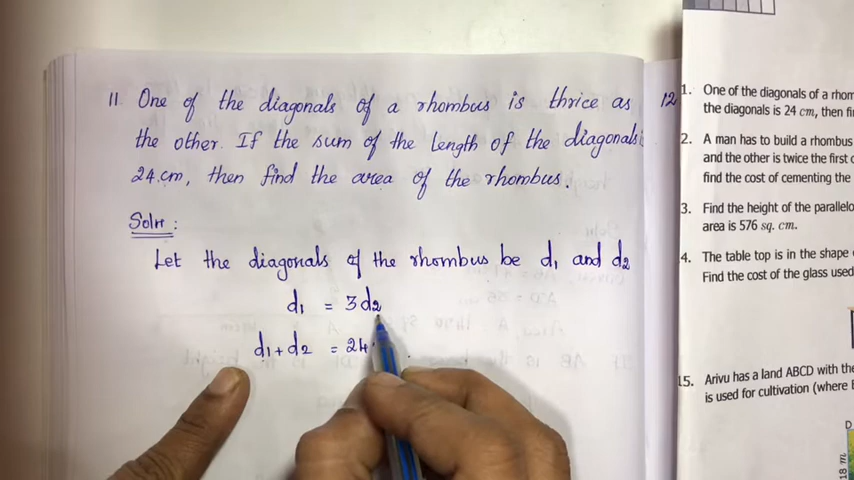 11. One of the diagonals of a rhombus is thrice as
the other. If the sum of the length of the diagonals
24.cm, then find the area of the rhombus.
Soln:
Let the diagonals of the rhombus be d1 and d2
d1 = 3d2
d1+d2 = 24
12
1. One of the diagonals of a rhom
the diagonals is 24 cm, then fi
2. A man has to build a rhombus
and the other is twice the first
find the cost of cementing the
3. Find the height of the parallelo
area is 576 sq. cm.
4. The table top is in the shape
Find the cost of the glass used
15. Arivu has a land ABCD with the
is used for cultivation (where
D
18 m